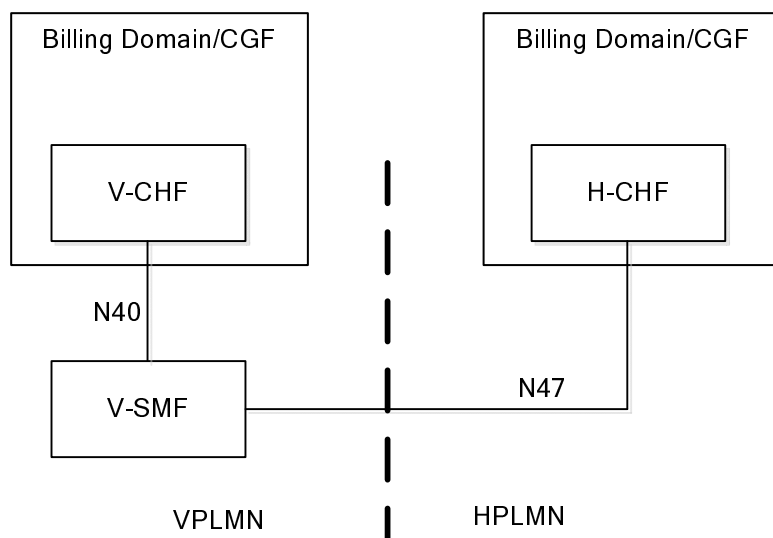 Billing Domain/CGF
Billing Domain/CGF
V-CHF
H-CHF
N40
N47
V-SMF
VPLMN
HPLMN